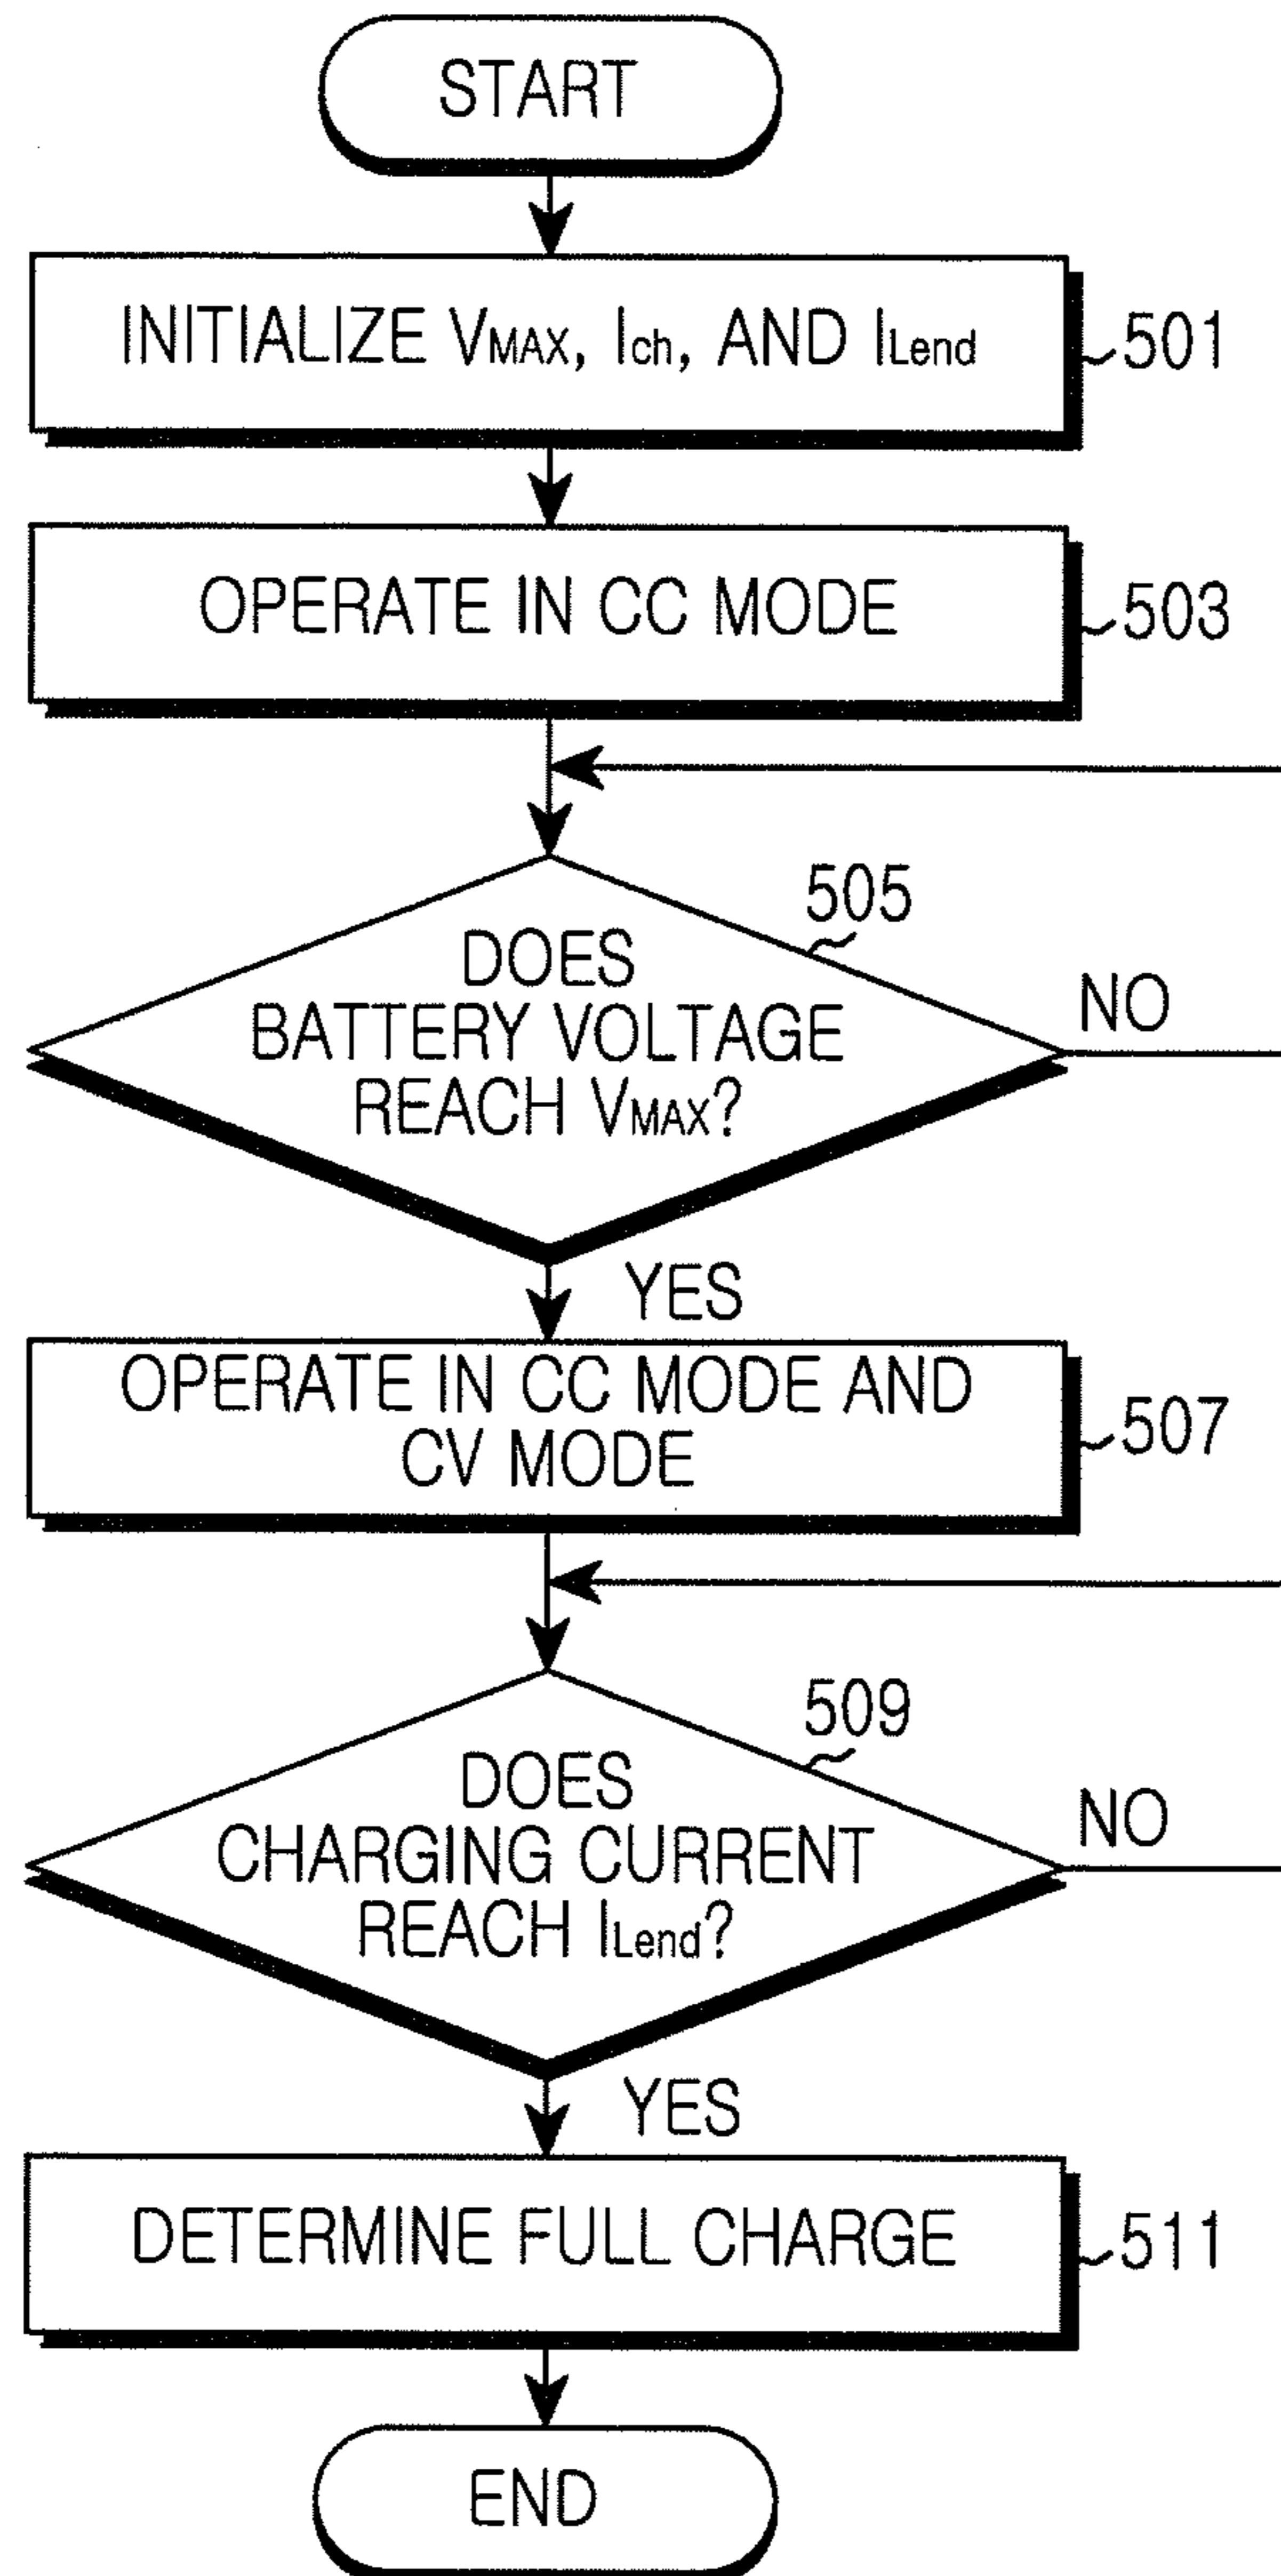 START
INITIALIZE VMAX, Ich, AND ILend
501
OPERATE IN CC MODE
503
505
DOES
BATTERY VOLTAGE
REACH VMAX?
NO
YES
OPERATE IN CC MODE AND
CV MODE
507
509
DOES
CHARGING CURRENT
REACH ILend?
NO
YES
DETERMINE FULL CHARGE
511
END